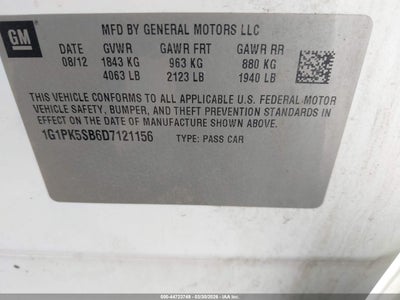 GM
MFD BY GENERAL MOTORS LLC
DATE GVWR GAWR FRT GAWR RR
08/12 1843 KG 963 KG 880 KG
4063 LB 2123 LB 1940 LB
THIS VEHICLE CONFORMS TO ALL APPLICABLE U.S. FEDERAL MOTOR
VEHICLE SAFETY, BUMPER, AND THEFT PREVENTION STANDARDS
IN EFFECT ON THE DATE OF MANUFACTURE SHOWN ABOVE.
1G1PK5SB6D7121156 TYPE: PASS CAR